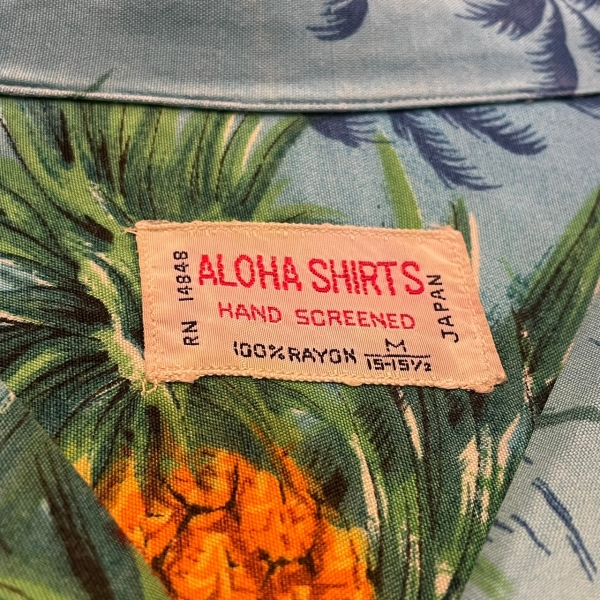 RN 14848
ALOHA SHIRTS
HAND SCREENED
100% RAYON
M
15-15½
JAPAN